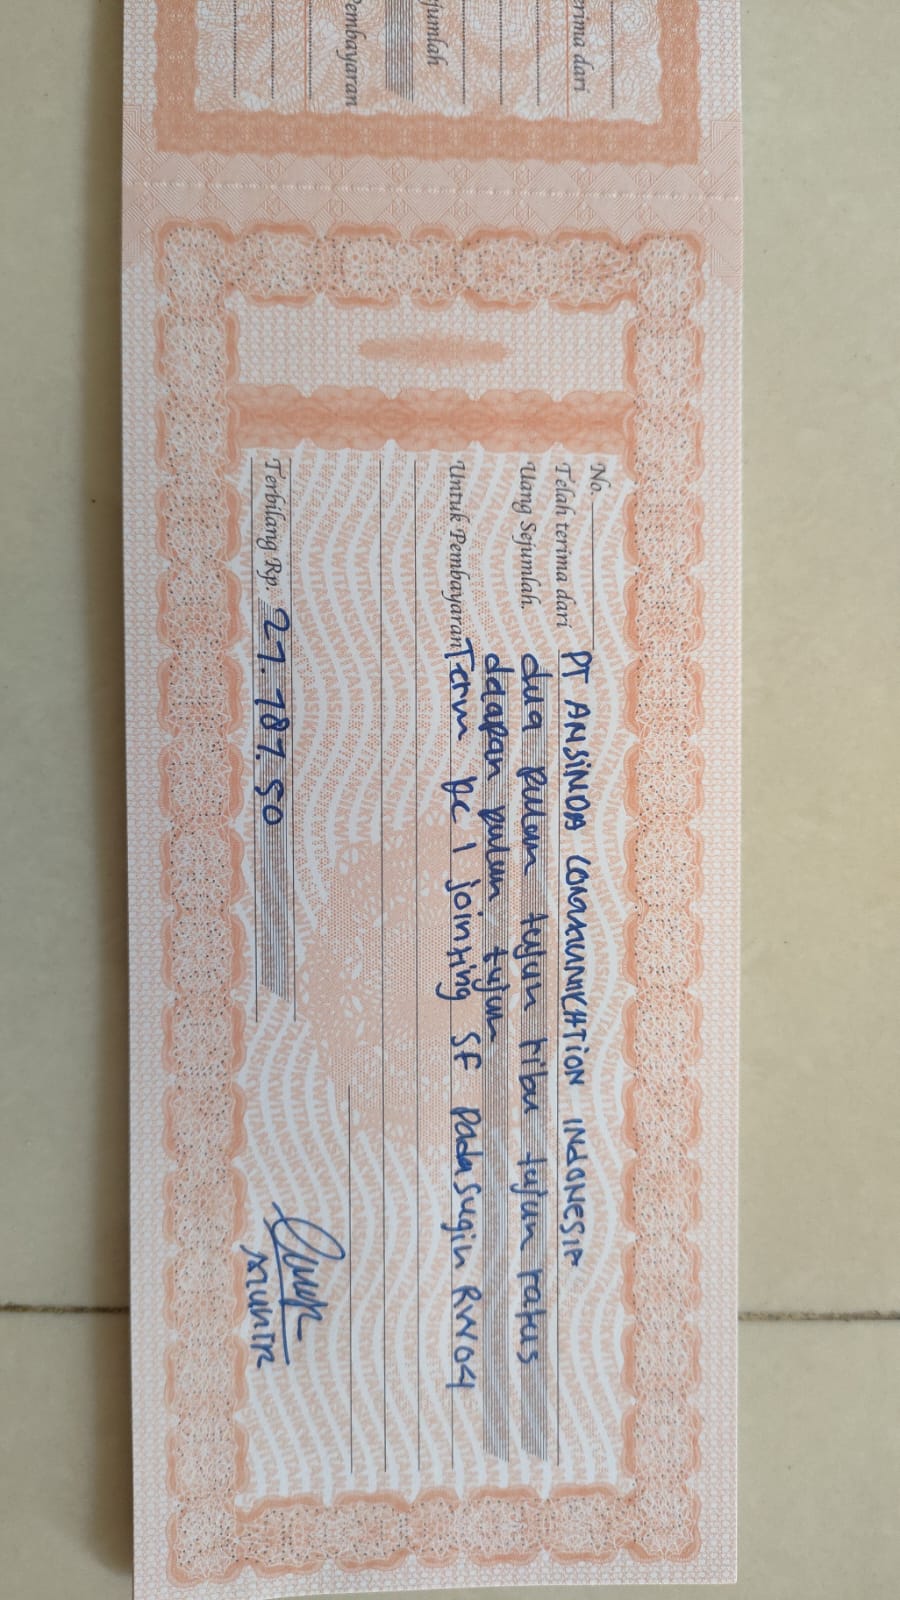 erima dari
ejumlah
Pembayaran
No.
Telah terima dari PT ANSINDA COMMUNICATION INDONESIA
Uang Sejumlah. dua puluh tujuh ribu tujuh ratus
delapan puluh tujuh
Untuk Pembayaran Term ke 1 jointing SF Padasugih RW04
Terbilang Rp. 27.787.50
MUNIR